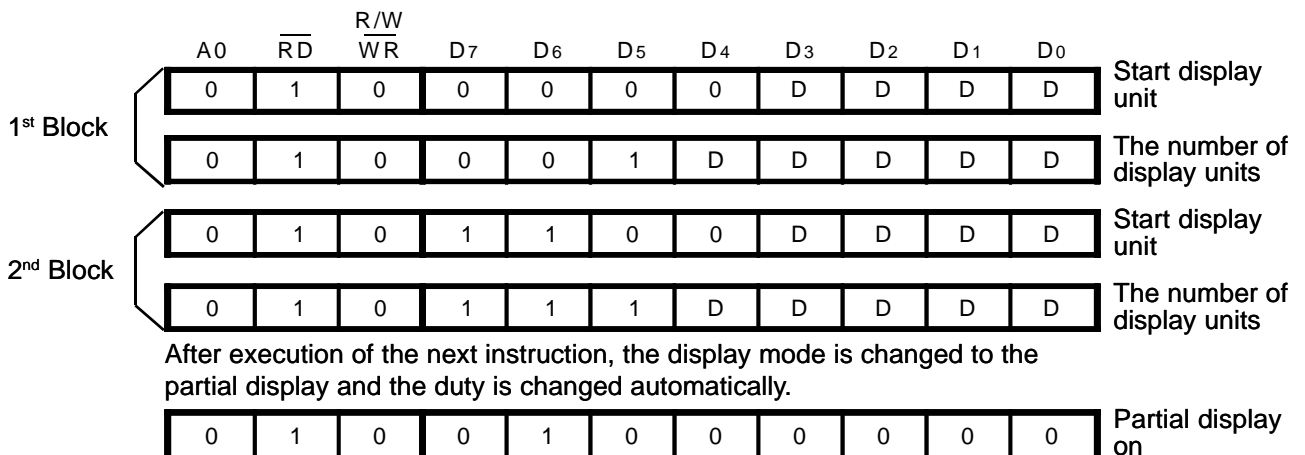 R/W
A0 RD WR D7 D6 D5 D4 D3 D2 D1 D0
0 1 0 0 0 0 0 D D D D Start display unit
1st Block
0 1 0 0 0 1 D D D D D The number of display units
0 1 0 1 1 0 0 D D D D Start display unit
2nd Block
0 1 0 1 1 1 D D D D D The number of display units
After execution of the next instruction, the display mode is changed to the
partial display and the duty is changed automatically.
0 1 0 0 1 0 0 0 0 0 0 Partial display on